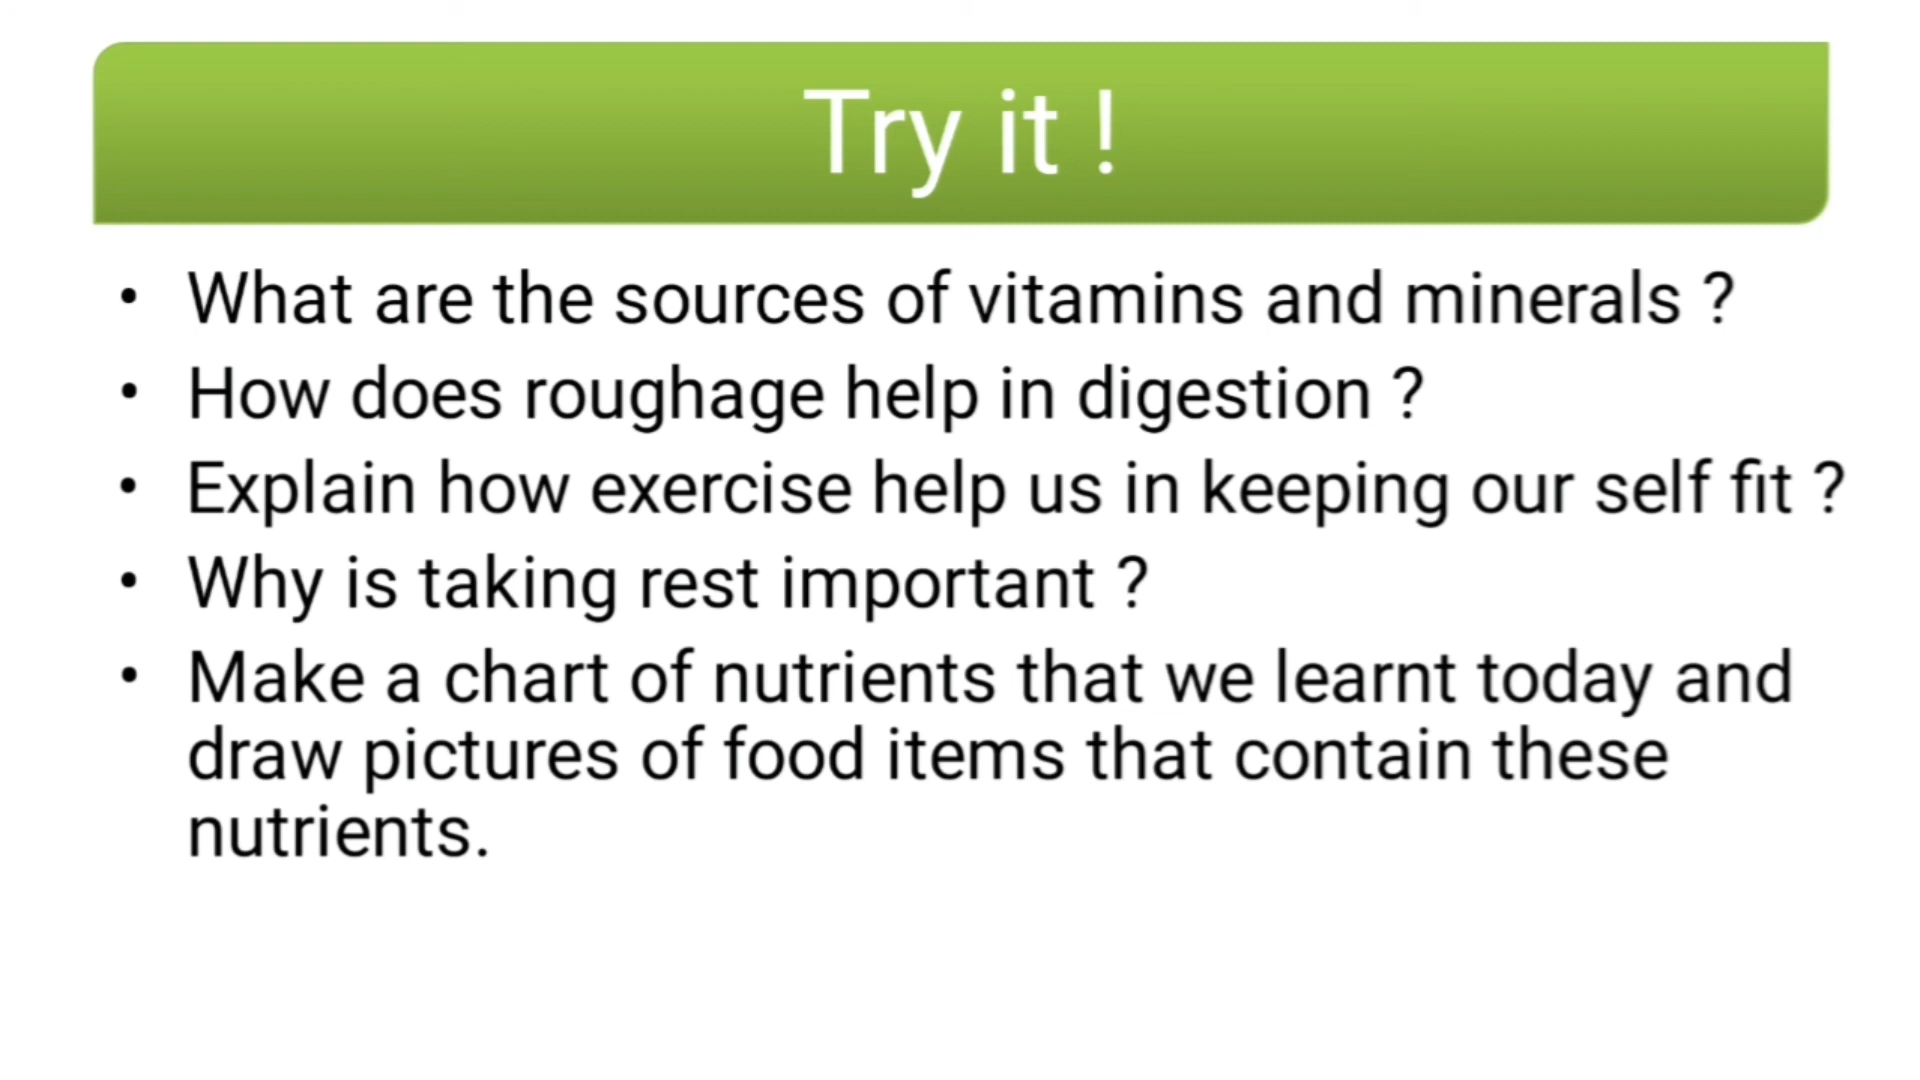 Try it !
• What are the sources of vitamins and minerals ?
• How does roughage help in digestion ?
• Explain how exercise help us in keeping our self fit ?
• Why is taking rest important ?
• Make a chart of nutrients that we learnt today and
draw pictures of food items that contain these
nutrients.